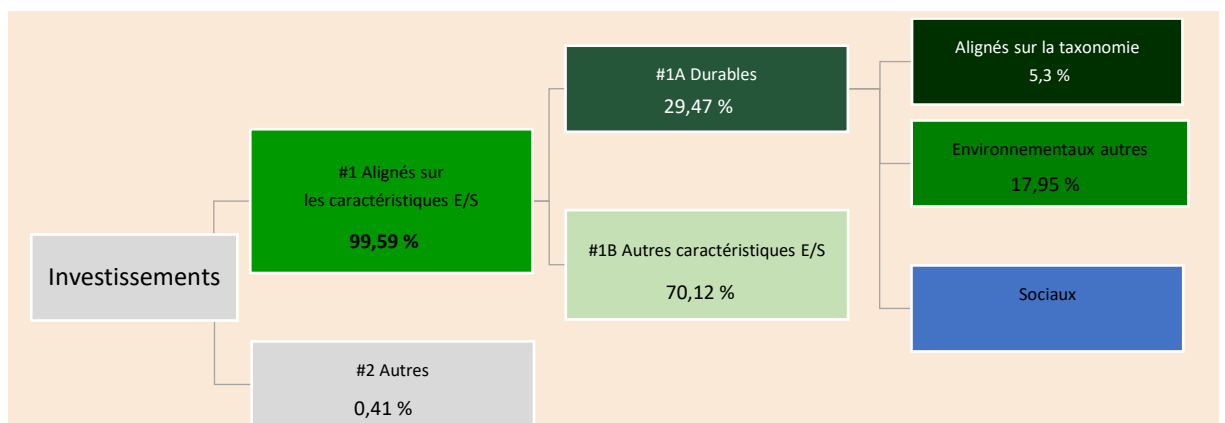 Investissements
#1 Alignés sur
les caractéristiques E/S
99,59 %
#2 Autres
0,41 %
#1A Durables
29,47 %
#1B Autres caractéristiques E/S
70,12 %
Alignés sur la taxonomie
5,3 %
Environnementaux autres
17,95 %
Sociaux